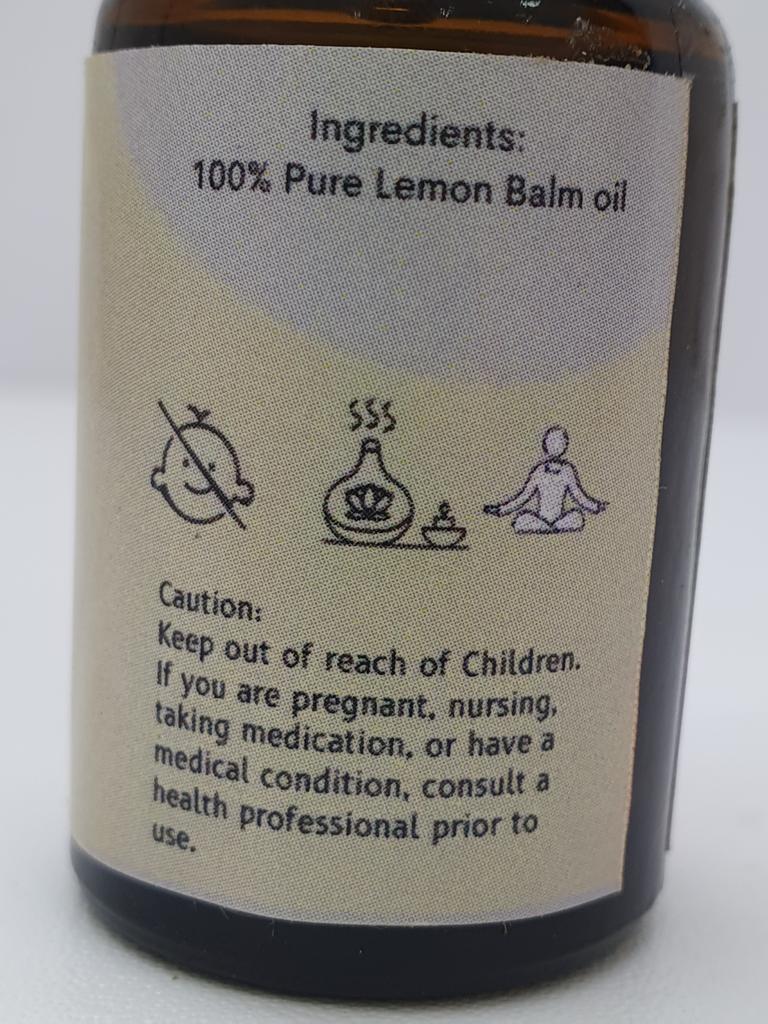 Ingredients:
100% Pure Lemon Balm oil
Caution:
Keep out of reach of Children.
If you are pregnant, nursing,
taking medication, or have a
medical condition, consult a
health professional prior to
use.